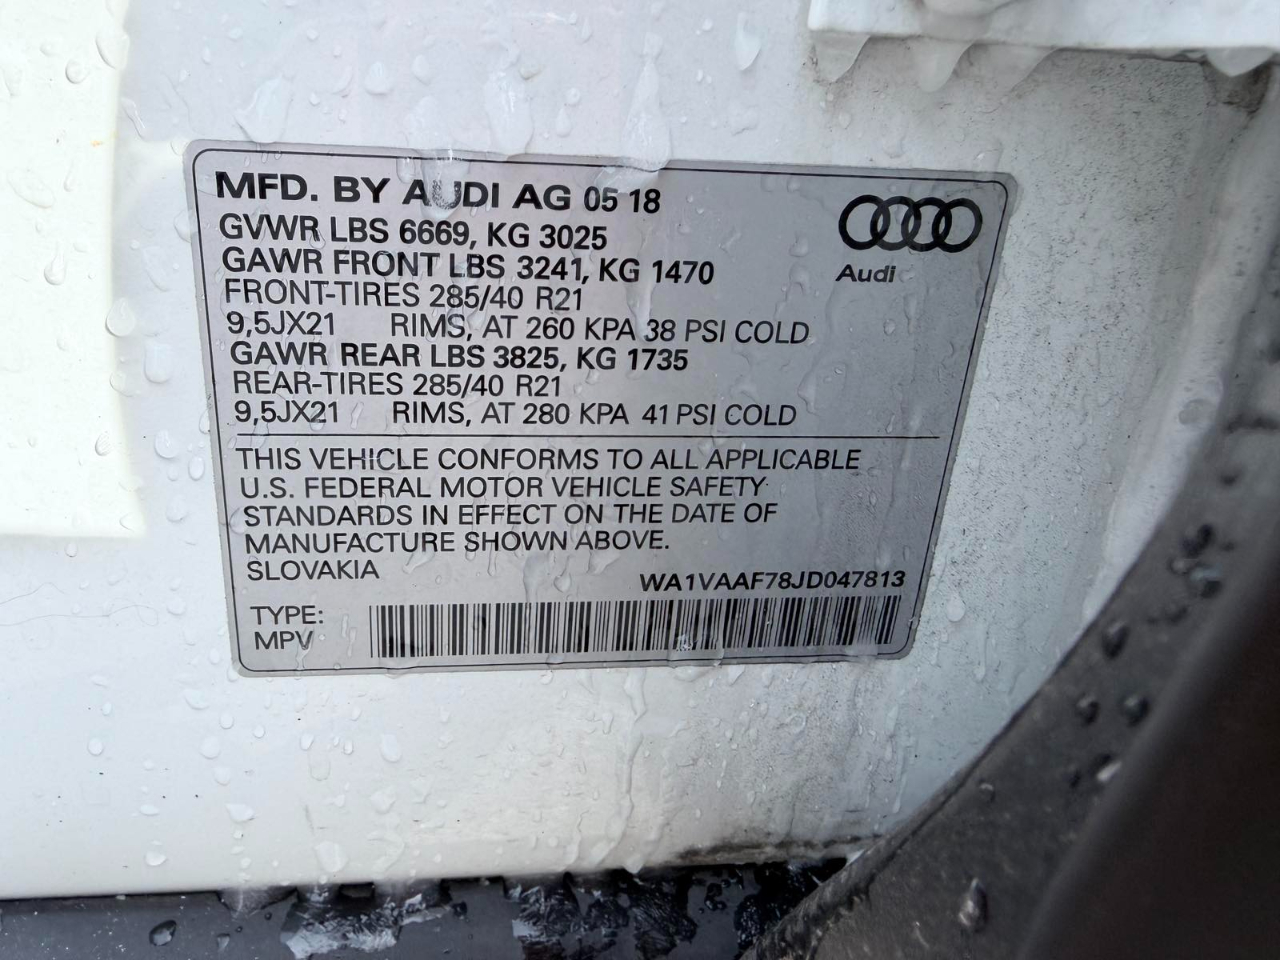 MFD. BY AUDI AG 05 18
GVWR LBS 6669, KG 3025
GAWR FRONT LBS 3241, KG 1470
FRONT-TIRES 285/40 R21
9,5JX21 RIMS, AT 260 KPA 38 PSI COLD
GAWR REAR LBS 3825, KG 1735
REAR-TIRES 285/40 R21
9,5JX21 RIMS, AT 280 KPA 41 PSI COLD
Audi
THIS VEHICLE CONFORMS TO ALL APPLICABLE
U.S. FEDERAL MOTOR VEHICLE SAFETY
STANDARDS IN EFFECT ON THE DATE OF
MANUFACTURE SHOWN ABOVE.
SLOVAKIA
WA1VAAF78JD047813
TYPE:
MPV